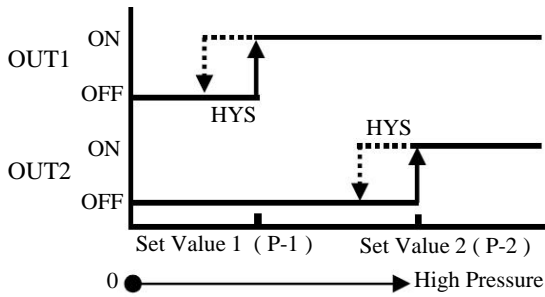 ON
OUT1
OFF
HYS
HYS
ON
OUT2
OFF
Set Value 1 ( P-1 ) Set Value 2 ( P-2 )
0 High Pressure